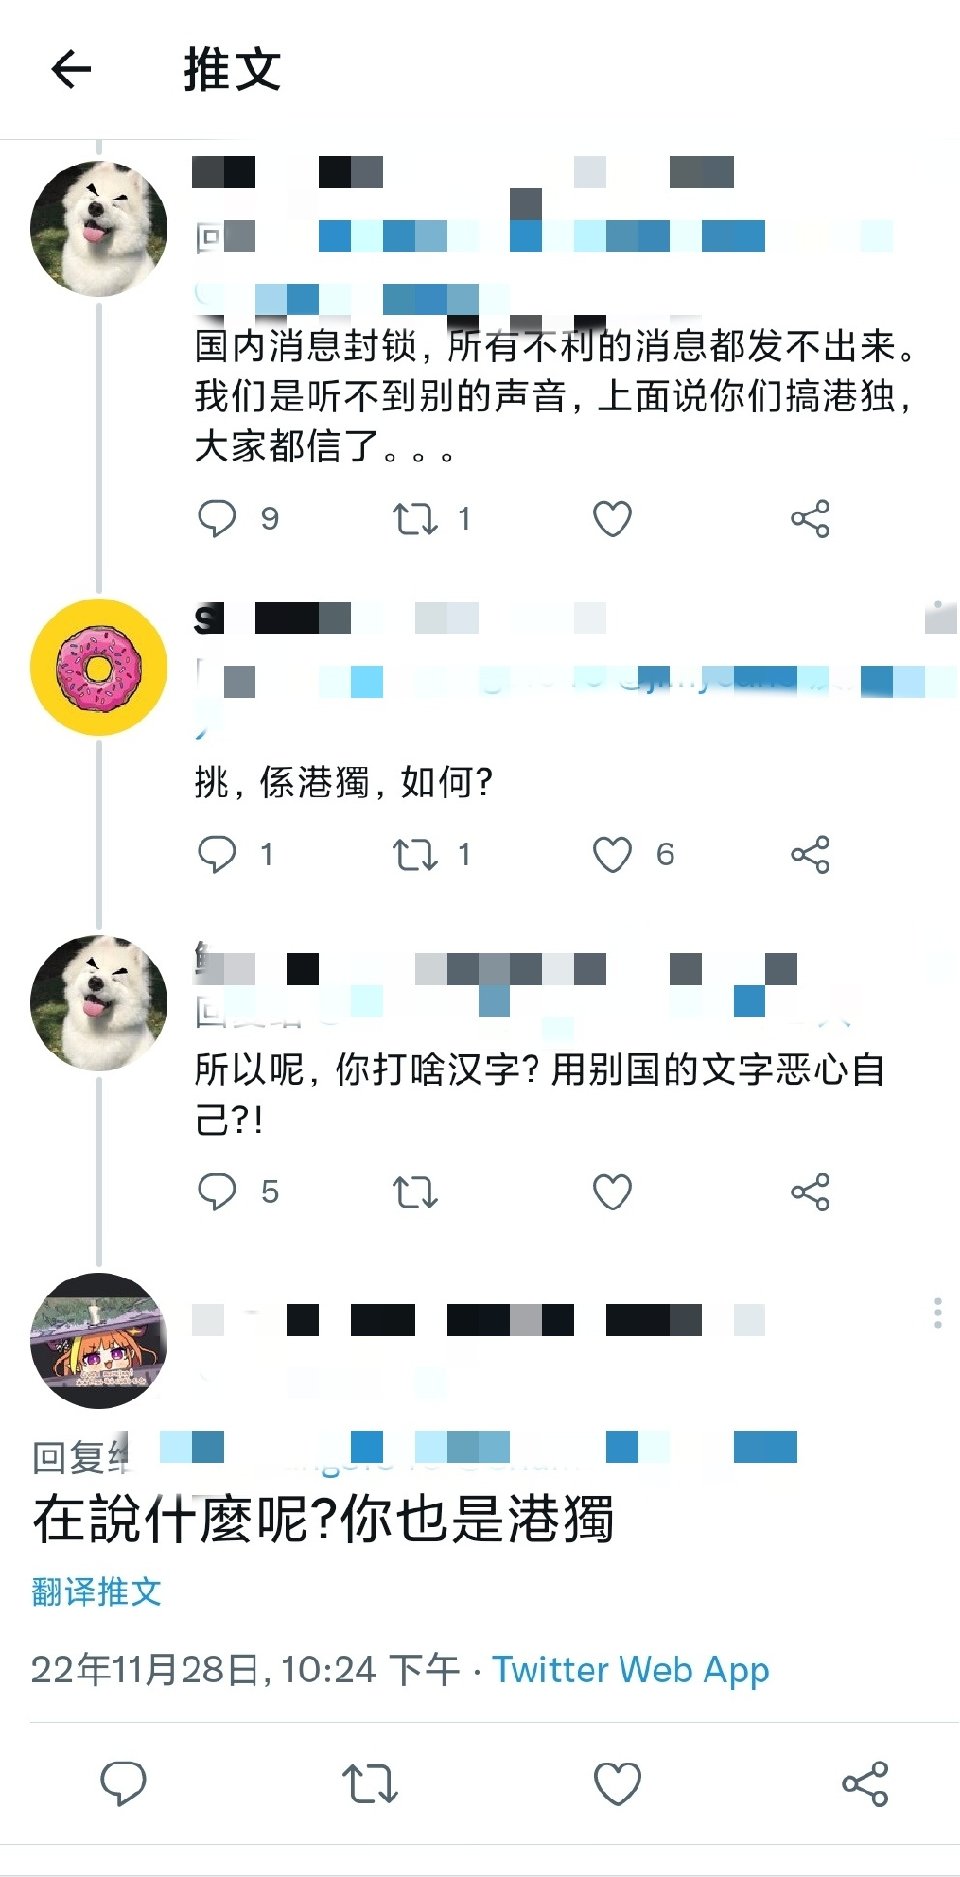 推文
国内消息封锁,所有不利的消息都发不出来。
我们是听不到别的声音,上面说你们搞港独,
大家都信了。。。
9 1
挑,係港獨,如何?
1 1 6
所以呢,你打啥汉字?用别国的文字恶心自
己?!
5
回复给
在說什麼呢?你也是港獨
翻译推文
22年11月28日, 10:24 下午 · Twitter Web App